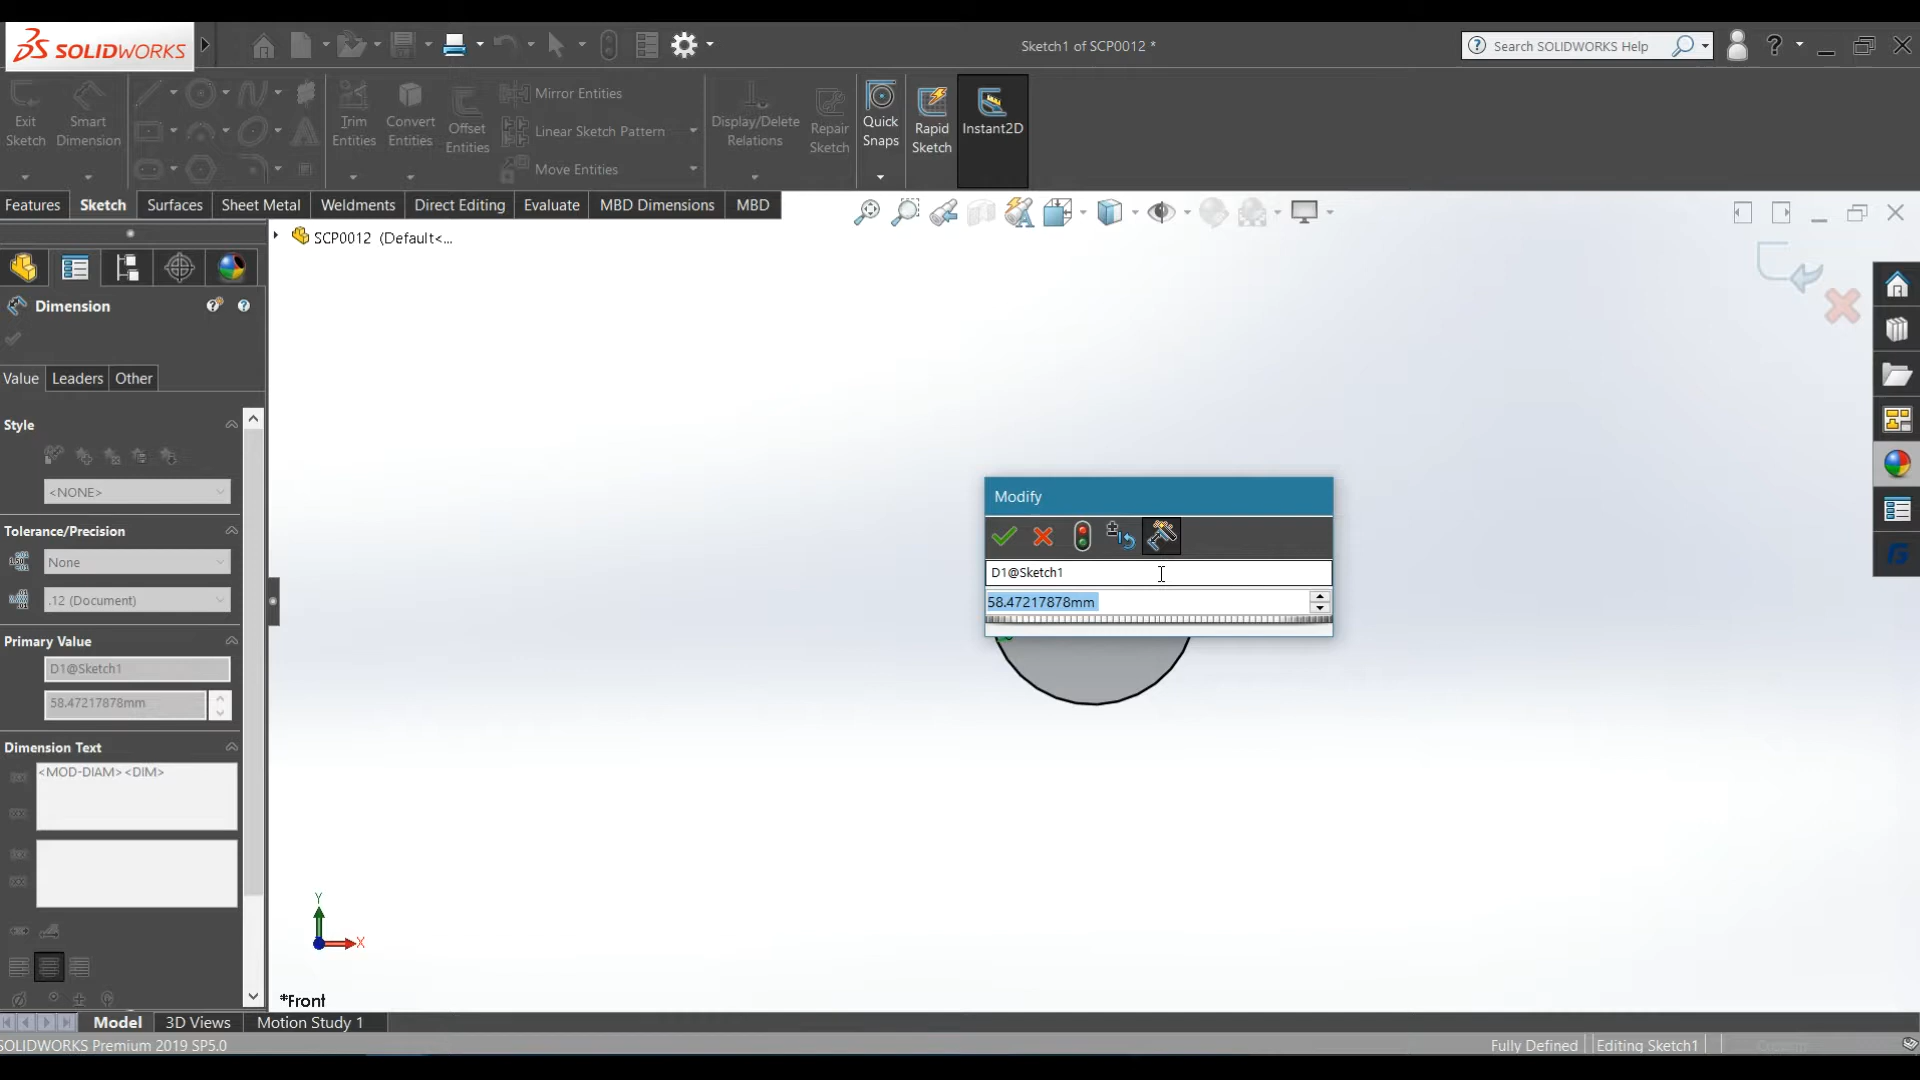 SOLIDWORKS
Sketch1 of SCP0012 *
Search SOLIDWORKS Help
Exit Sketch
Smart Dimension
Trim Entities
Convert Entities
Offset Entities
Mirror Entities
Linear Sketch Pattern
Move Entities
Display/Delete Relations
Repair Sketch
Quick Snaps
Rapid Sketch
Instant2D
Features
Sketch
Surfaces
Sheet Metal
Weldments
Direct Editing
Evaluate
MBD Dimensions
MBD
SCP0012 (Default<...
Dimension
Value
Leaders
Other
Style
<NONE>
Tolerance/Precision
None
.12 (Document)
Primary Value
D1@Sketch1
58.47217878mm
Dimension Text
<MOD-DIAM><DIM>
Modify
D1@Sketch1
58.47217878mm
Y
X
*Front
Model
3D Views
Motion Study 1
SOLIDWORKS Premium 2019 SP5.0
Fully Defined
Editing Sketch1